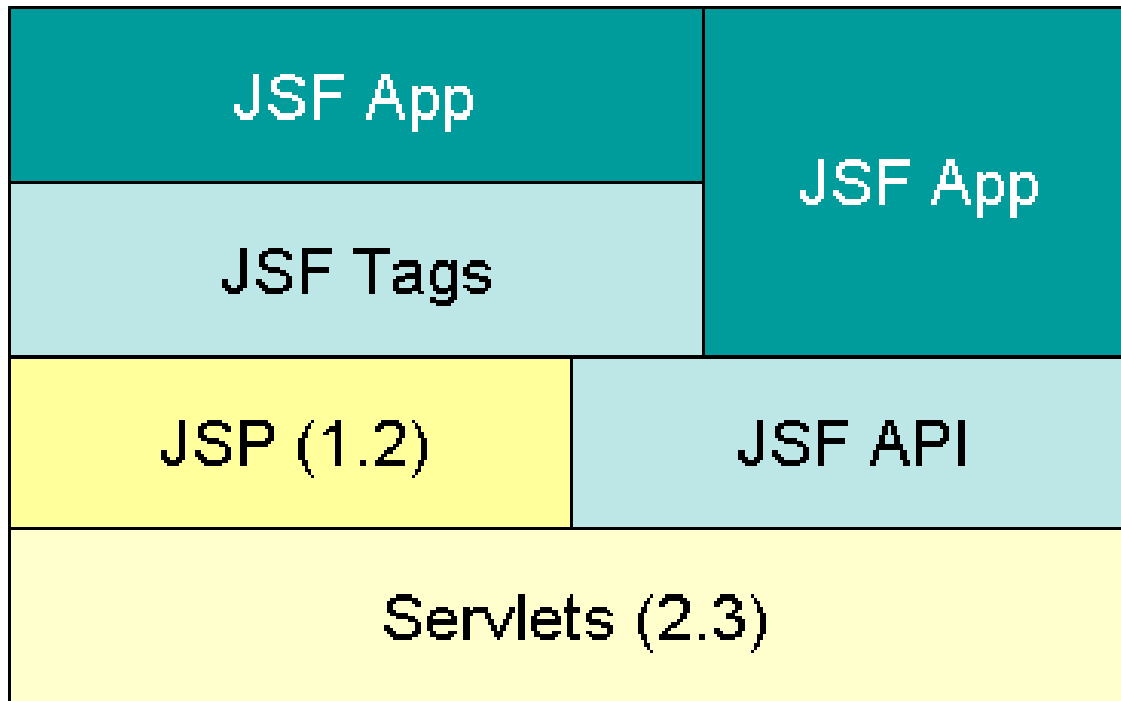 JSF App
JSF App
JSF Tags
JSP (1.2)
JSF API
Servlets (2.3)